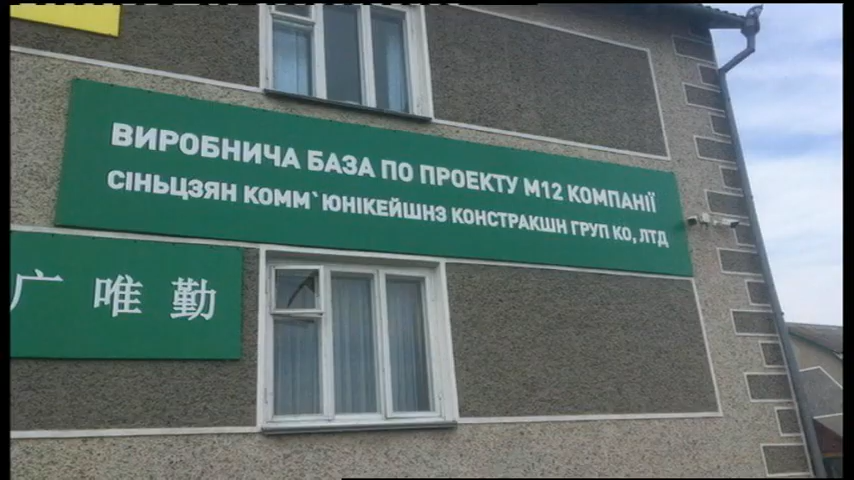 ВИРОБНИЧА БАЗА ПО ПРОЕКТУ М12 КОМПАНІЇ
СІНЬЦЗЯН КОММ`ЮНІКЕЙШНЗ КОНСТРАКШН ГРУП КО, ЛТД
广 唯 勤